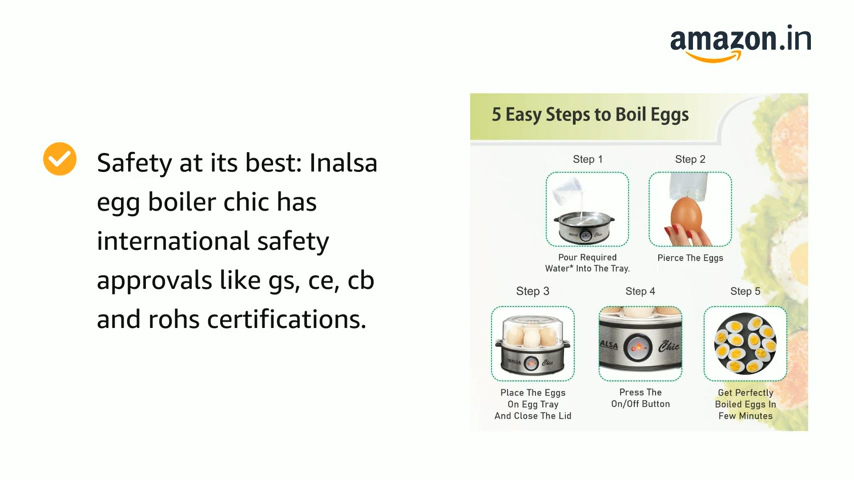 amazon.in
Safety at its best: Inalsa
egg boiler chic has
international safety
approvals like gs, ce, cb
and rohs certifications.
5 Easy Steps to Boil Eggs
Step 1
Pour Required
Water* Into The Tray.
Step 2
Pierce The Eggs
Step 3
Chic
Place The Eggs
On Egg Tray
And Close The Lid
Step 4
ALSA Chic
Press The
On/Off Button
Step 5
Get Perfectly
Boiled Eggs In
Few Minutes